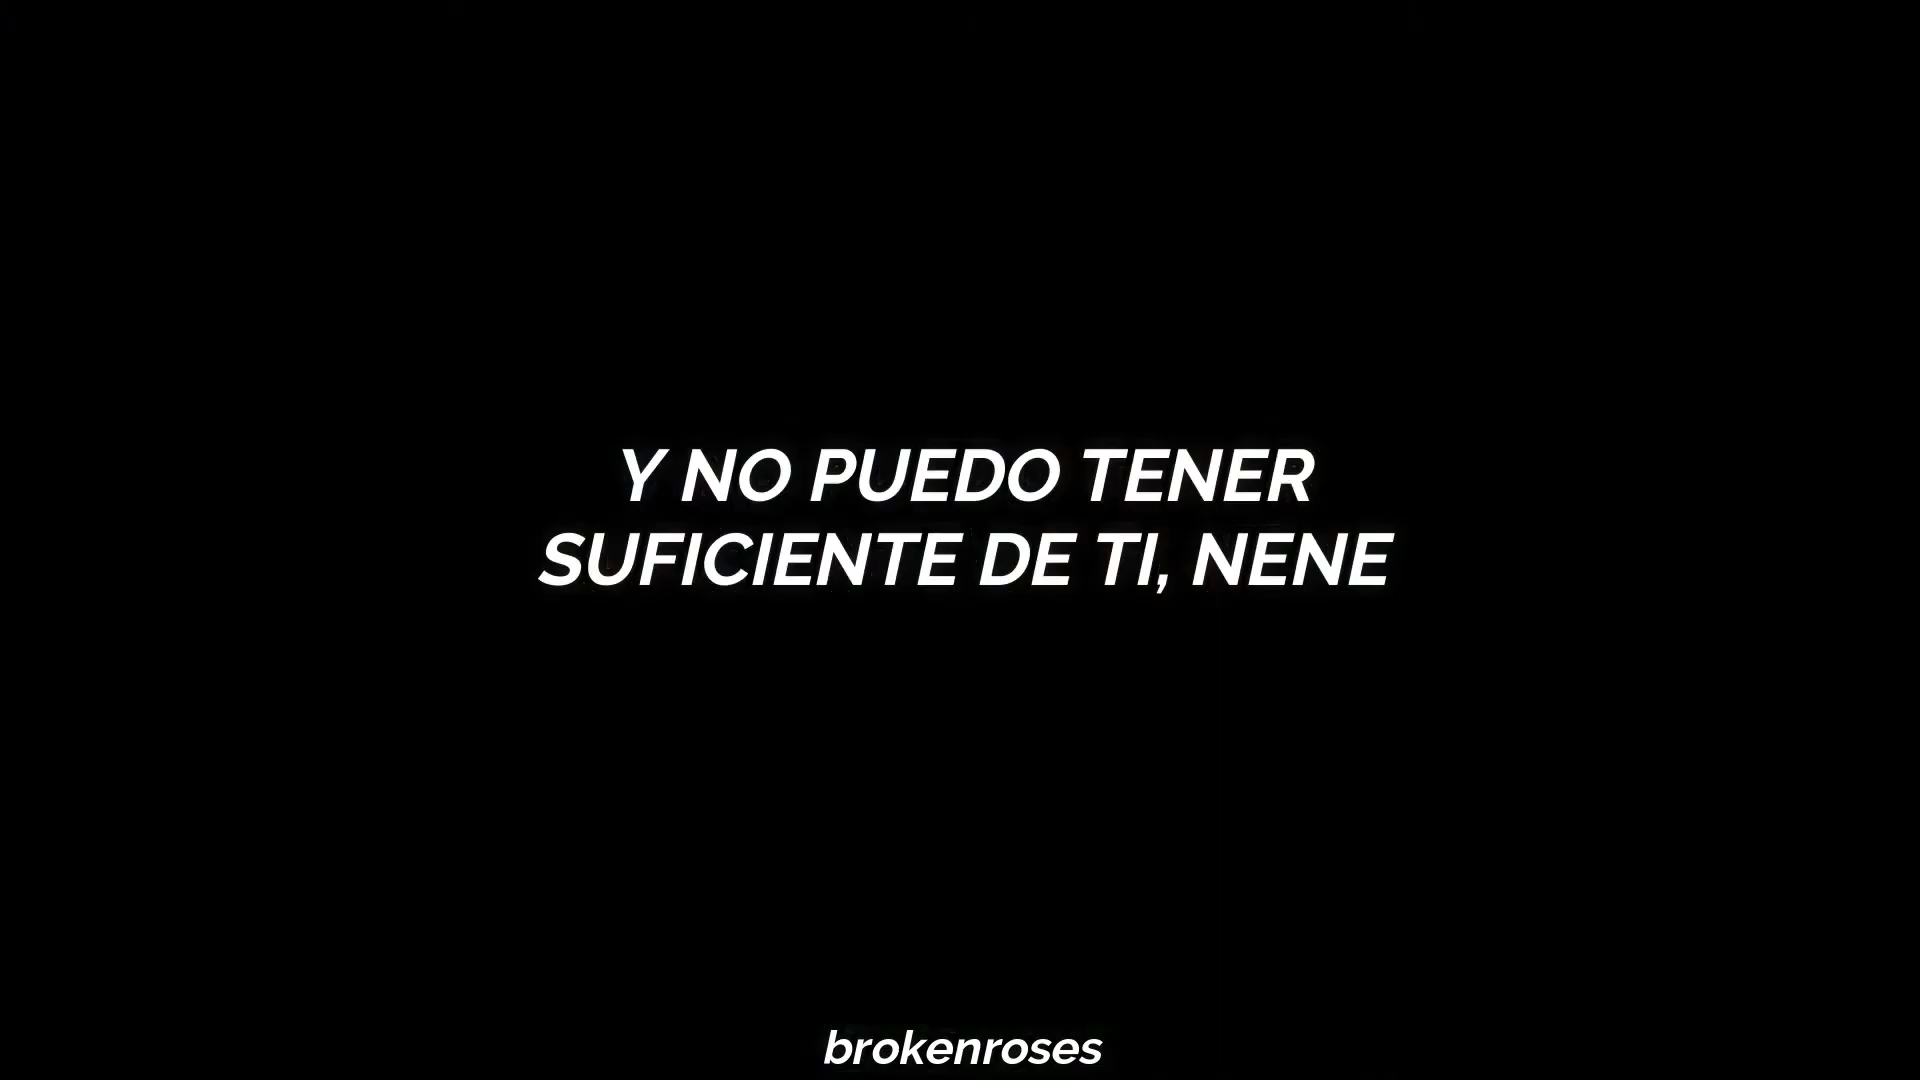 Y NO PUEDO TENER
SUFICIENTE DE TI, NENE
brokenroses